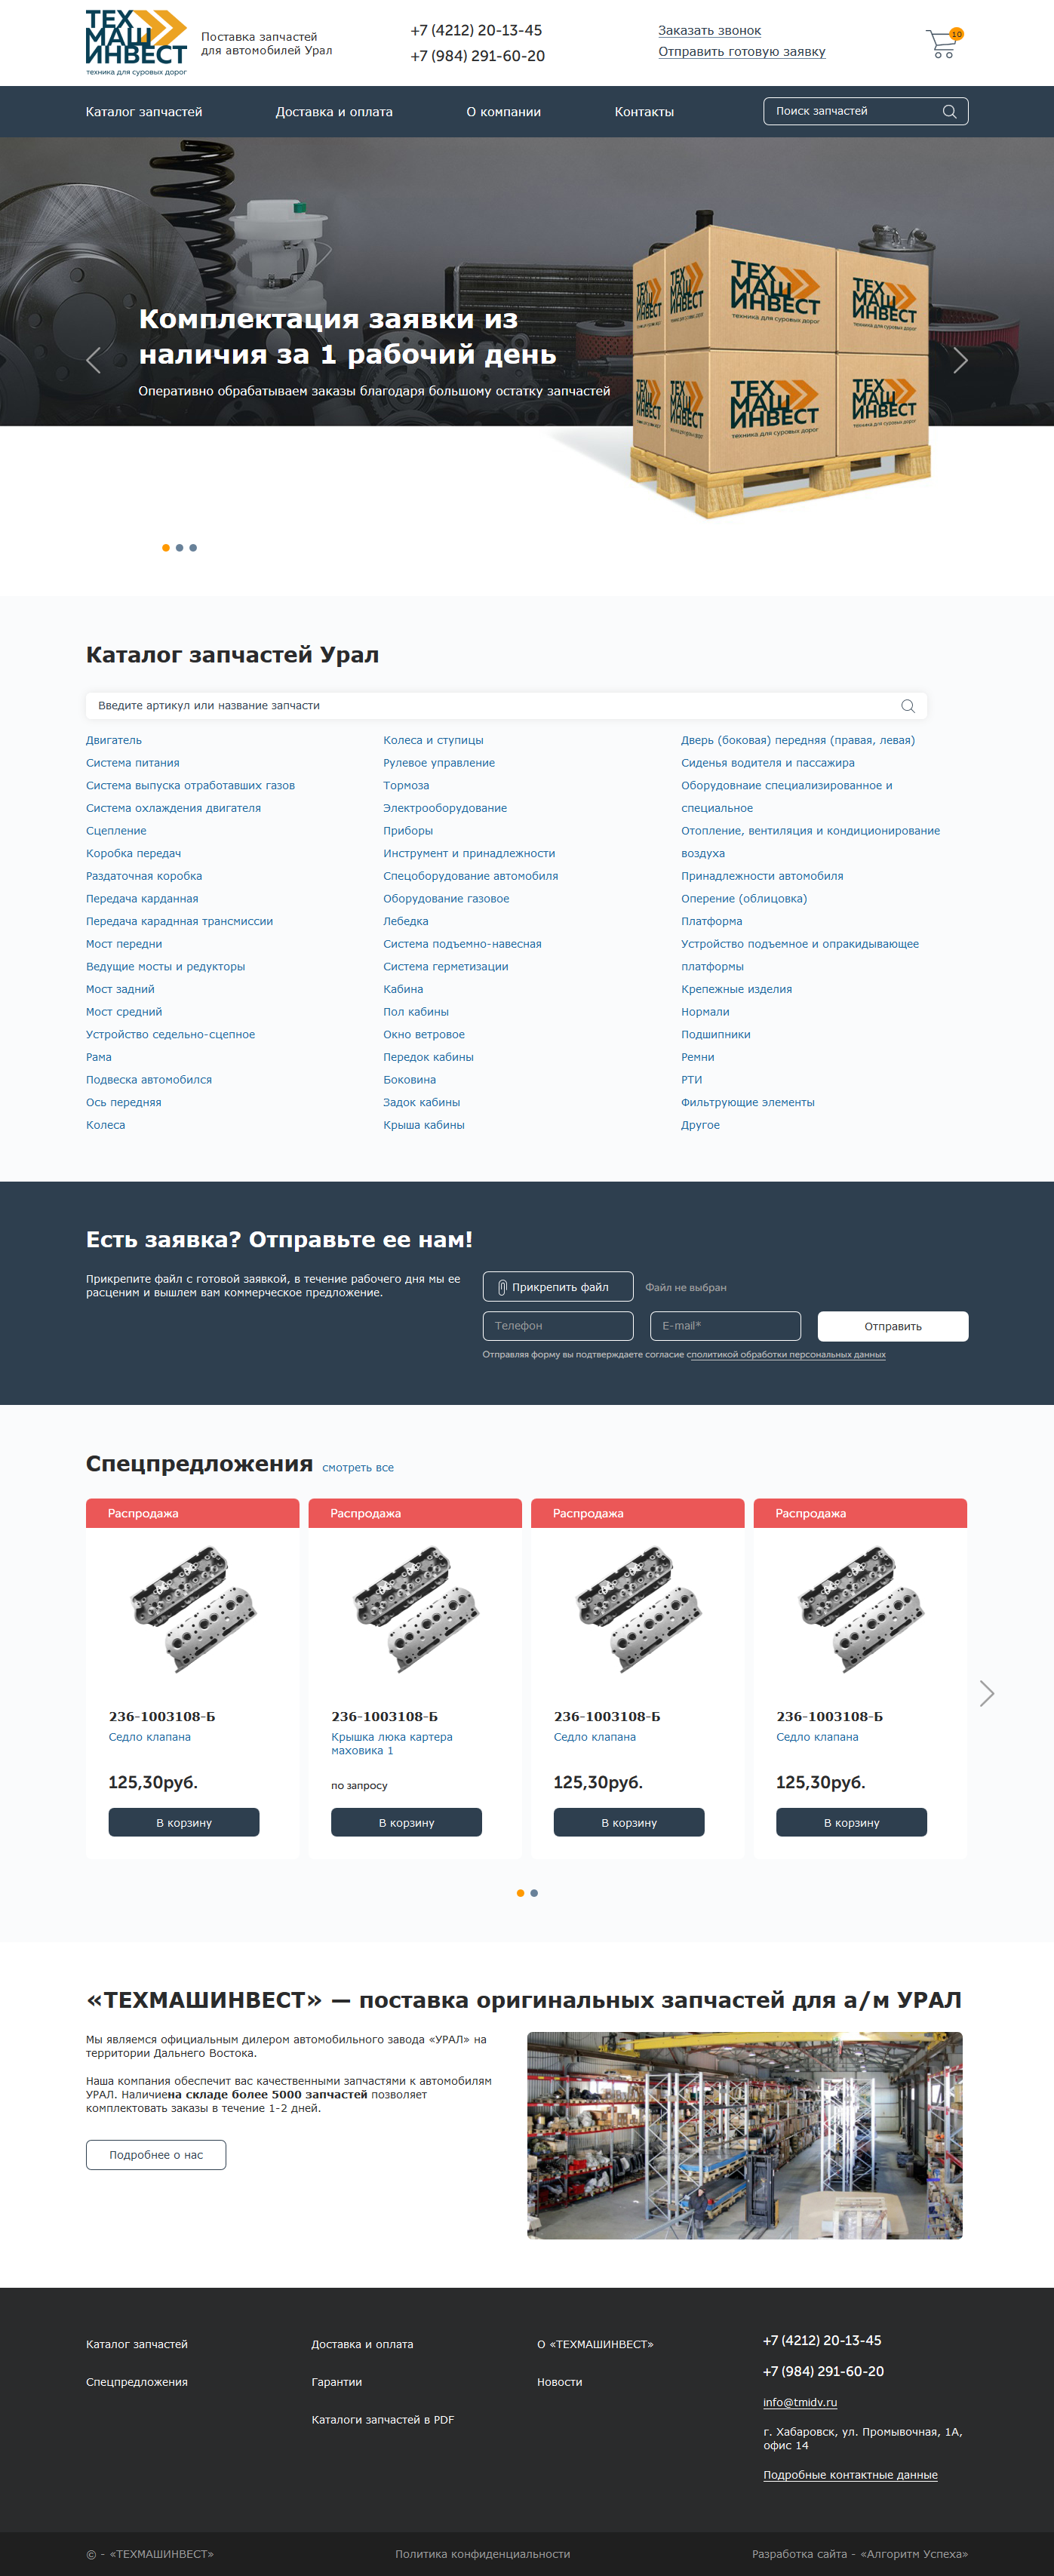 ТЕХ
МАШ
ИНВЕСТ
техника для суровых дорог
Поставка запчастей
для автомобилей Урал
+7 (4212) 20-13-45
+7 (984) 291-60-20
Заказать звонок
Отправить готовую заявку
10
Каталог запчастей
Доставка и оплата
О компании
Контакты
Поиск запчастей
Комплектация заявки из
наличия за 1 рабочий день
Оперативно обрабатываем заказы благодаря большому остатку запчастей
ТЕХ
МАШ
ИНВЕСТ
техника для суровых дорог
Каталог запчастей Урал
Введите артикул или название запчасти
Двигатель
Система питания
Система выпуска отработавших газов
Система охлаждения двигателя
Сцепление
Коробка передач
Раздаточная коробка
Передача карданная
Передача караднная трансмиссии
Мост передни
Ведущие мосты и редукторы
Мост задний
Мост средний
Устройство седельно-сцепное
Рама
Подвеска автомобился
Ось передняя
Колеса
Колеса и ступицы
Рулевое управление
Тормоза
Электрооборудование
Приборы
Инструмент и принадлежности
Спецоборудование автомобиля
Оборудование газовое
Лебедка
Система подъемно-навесная
Система герметизации
Кабина
Пол кабины
Окно ветровое
Передок кабины
Боковина
Задок кабины
Крыша кабины
Дверь (боковая) передняя (правая, левая)
Сиденья водителя и пассажира
Оборудовнаие специализированное и
специальное
Отопление, вентиляция и кондиционирование
воздуха
Принадлежности автомобиля
Оперение (облицовка)
Платформа
Устройство подъемное и опракидывающее
платформы
Крепежные изделия
Нормали
Подшипники
Ремни
РТИ
Фильтрующие элементы
Другое
Есть заявка? Отправьте ее нам!
Прикрепите файл с готовой заявкой, в течение рабочего дня мы ее
расценим и вышлем вам коммерческое предложение.
Прикрепить файл
Файл не выбран
Телефон
E-mail*
Отправить
Отправляя форму вы подтверждаете согласие сполитикой обработки персональных данных
Спецпредложения
смотреть все
Распродажа
236-1003108-Б
Седло клапана
125,30руб.
В корзину
Распродажа
236-1003108-Б
Крышка люка картера
маховика 1
по запросу
В корзину
Распродажа
236-1003108-Б
Седло клапана
125,30руб.
В корзину
Распродажа
236-1003108-Б
Седло клапана
125,30руб.
В корзину
«ТЕХМАШИНВЕСТ» — поставка оригинальных запчастей для а/м УРАЛ
Мы являемся официальным дилером автомобильного завода «УРАЛ» на
территории Дальнего Востока.
Наша компания обеспечит вас качественными запчастями к автомобилям
УРАЛ. Наличиена складе более 5000 запчастей позволяет
комплектовать заказы в течение 1-2 дней.
Подробнее о нас
Каталог запчастей
Спецпредложения
Доставка и оплата
Гарантии
Каталоги запчастей в PDF
О «ТЕХМАШИНВЕСТ»
Новости
+7 (4212) 20-13-45
+7 (984) 291-60-20
info@tmidv.ru
г. Хабаровск, ул. Промывочная, 1А,
офис 14
Подробные контактные данные
© - «ТЕХМАШИНВЕСТ»
Политика конфиденциальности
Разработка сайта - «Алгоритм Успеха»